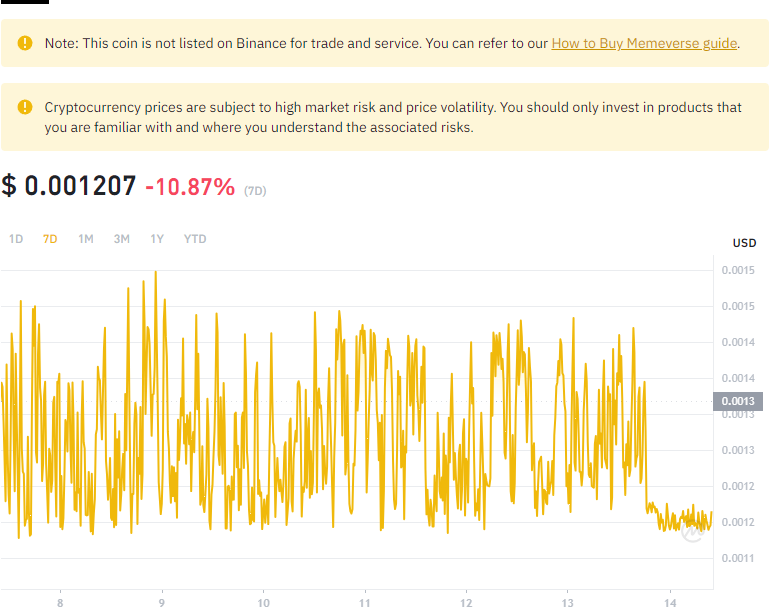 Note: This coin is not listed on Binance for trade and service. You can refer to our How to Buy Memeverse guide.
Cryptocurrency prices are subject to high market risk and price volatility. You should only invest in products that
you are familiar with and where you understand the associated risks.
$ 0.001207 -10.87% (7D)
1D 7D 1M 3M 1Y YTD
USD
0.0015
0.0015
0.0014
0.0014
0.0013
0.0013
0.0013
0.0012
0.0012
0.0011
8 9 10 11 12 13 14